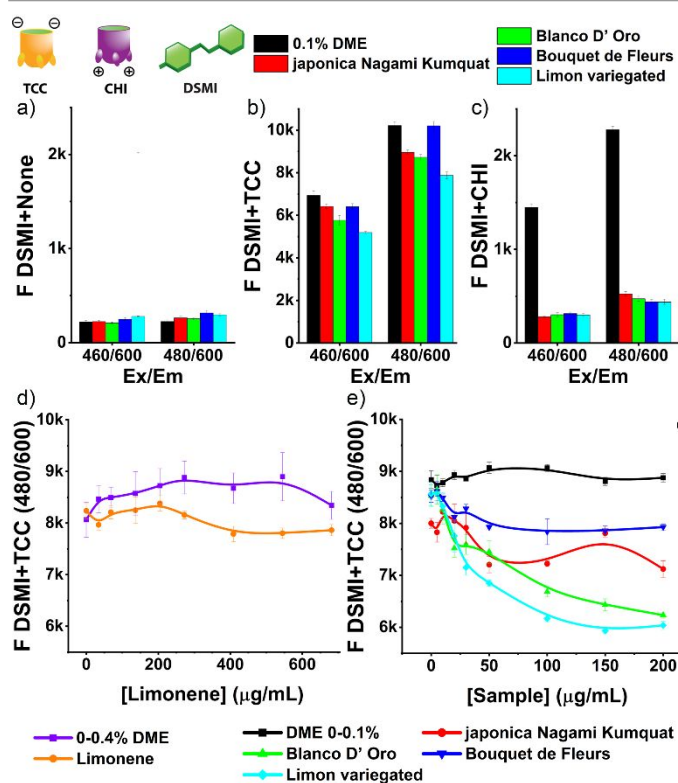 ⊖ ⊖
TCC
⊕ ⊕
CHI
DSMI
0.1% DME
japonica Nagami Kumquat
Blanco D' Oro
Bouquet de Fleurs
Limon variegated
a)
F DSMI+None
2k
1k
0
460/600 480/600
Ex/Em
b)
F DSMI+TCC
10k
8k
6k
4k
2k
0
460/600 480/600
Ex/Em
c)
F DSMI+CHI
2k
1k
0
460/600 480/600
Ex/Em
d)
F DSMI+TCC (480/600)
9k
8k
7k
6k
0 200 400 600
[Limonene] (μg/mL)
e)
F DSMI+TCC (480/600)
9k
8k
7k
6k
0 50 100 150 200
[Sample] (μg/mL)
0-0.4% DME
Limonene
DME 0-0.1%
Blanco D' Oro
Limon variegated
japonica Nagami Kumquat
Bouquet de Fleurs